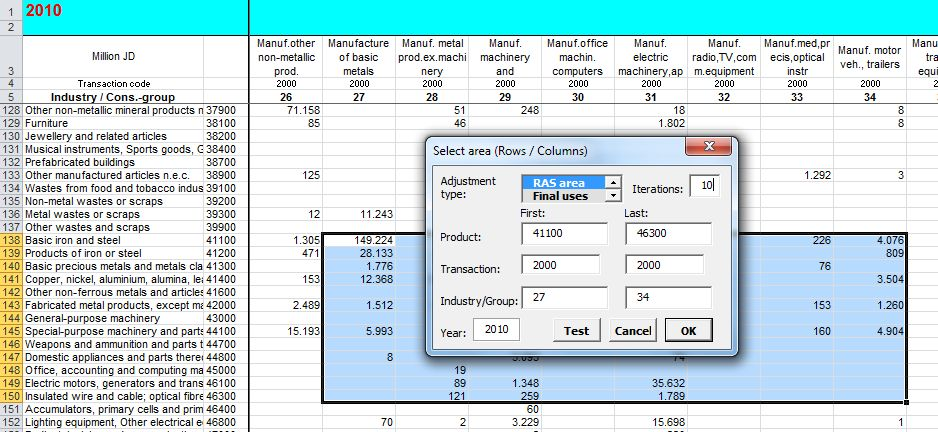 1 2010
2
Manuf.other Manufacture Manuf. metal Manuf. Manuf.office Manuf. Manuf. Manuf.med,pr Manuf. motor Manu
Million JD non-metallic of basic prod.ex.machi machinery machin. electric radio,TV,com ecis,optical veh., trailers tra
3 prod. metals nery and computers machinery,ap m.equipment instr equi
4 Transaction code 2000 2000 2000 2000 2000 2000 2000 2000 2000
5 Industry / Cons.-group 26 27 28 29 30 31 32 33 34
128 Other non-metallic mineral products n 37900 71.158 51 248 18 8
129 Furniture 38100 85 46 1.802 8
130 Jewellery and related articles 38200
131 Musical instruments, Sports goods, G 38400
132 Prefabricated buildings 38700
133 Other manufactured articles n.e.c. 38900 125 1.292 3
134 Wastes from food and tobacco indus 39100
135 Non-metal wastes or scraps 39200
136 Metal wastes or scraps 39300 12 11.243
137 Other wastes and scraps 39900
138 Basic iron and steel 41100 1.305 149.224 226 4.076
139 Products of iron or steel 41200 471 28.133 809
140 Basic precious metals and metals cla 41300 1.776 76
141 Copper, nickel, aluminium, alumina, le 41400 153 12.368 3.504
142 Other non-ferrous metals and article 41600
143 Fabricated metal products, except m 42000 2.489 1.512 153 1.260
144 General-purpose machinery 43000
145 Special-purpose machinery and part 44100 15.193 5.993 160 4.904
146 Weapons and ammunition and parts t 44700
147 Domestic appliances and parts there 44800 8 74
148 Office, accounting and computing ma 45000 19
149 Electric motors, generators and trans 46100 89 1.348 35.632
150 Insulated wire and cable; optical fibre 46300 121 259 1.789
151 Accumulators, primary cells and prim 46400 60
152 Lighting equipment, Other electrical e 46800 70 2 3.229 15.698 1
Select area (Rows / Columns)
Adjustment type: RAS area Iterations: 10
Final uses
First: Last:
Product: 41100 46300
Transaction: 2000 2000
Industry/Group: 27 34
Year: 2010 Test Cancel OK